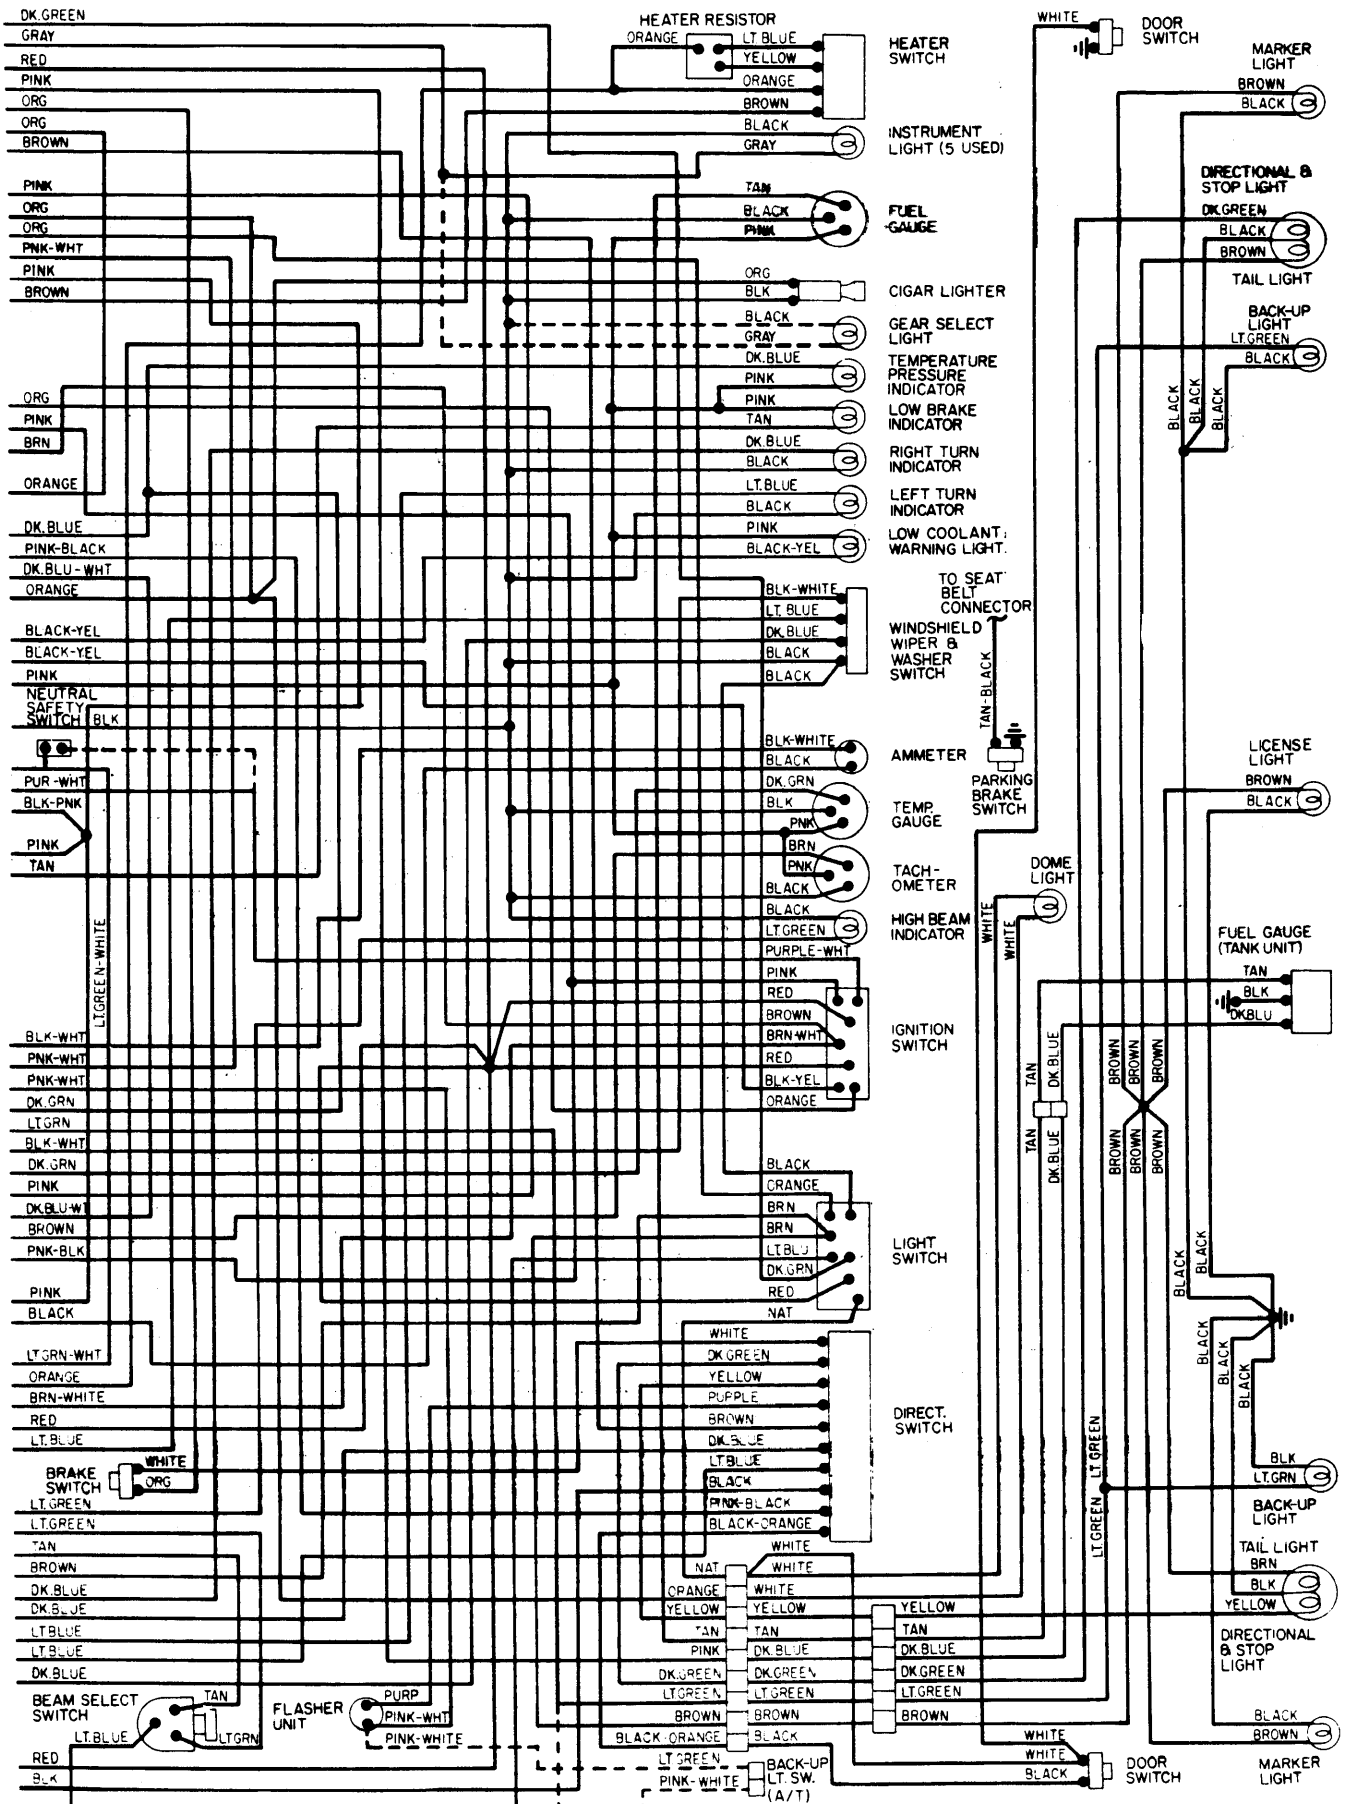 DK.GREEN
GRAY
RED
PINK
ORG
ORG
BROWN
PINK
ORG
ORG
PNK-WHT
PINK
BROWN
ORG
PINK
BRN
ORANGE
DK.BLUE
PINK-BLACK
DK.BLU-WHT
ORANGE
BLACK-YEL
BLACK-YEL
PINK
NEUTRAL
SAFETY
SWITCH
BLK
PUR-WHT
BLK-PNK
PINK
TAN
LT.GREEN-WHITE
BLK-WHT
PNK-WHT
PNK-WHT
DK.GRN
LTGRN
BLK-WHT
DK.GRN
PINK
DK.BLU-WT
BROWN
PNK-BLK
PINK
BLACK
LTGRN-WHT
ORANGE
BRN-WHITE
RED
LT.BLUE
BRAKE
SWITCH
WHITE
ORG
LT.GREEN
LT.GREEN
TAN
BROWN
DK.BLUE
DK.BLUE
LTBLUE
LT.BLUE
DK.BLUE
BEAM SELECT
SWITCH
TAN
LT.BLUE
LTGRN
RED
BLK
FLASHER
UNIT
PURP
PINK-WHT
PINK-WHITE
HEATER RESISTOR
ORANGE
LT.BLUE
YELLOW
ORANGE
BROWN
HEATER
SWITCH
BLACK
GRAY
INSTRUMENT
LIGHT (5 USED)
TAN
BLACK
PINK
FUEL
GAUGE
ORG
BLK
CIGAR LIGHTER
BLACK
GRAY
GEAR SELECT
LIGHT
DK.BLUE
PINK
TEMPERATURE
PRESSURE
INDICATOR
PINK
TAN
LOW BRAKE
INDICATOR
DK.BLUE
BLACK
RIGHT TURN
INDICATOR
LT.BLUE
BLACK
LEFT TURN
INDICATOR
PINK
BLACK-YEL
LOW COOLANT
WARNING LIGHT.
BLK-WHITE
LT. BLUE
DK.BLUE
BLACK
BLACK
WINDSHIELD
WIPER &
WASHER
SWITCH
TO SEAT
BELT
CONNECTOR
TAN-BLACK
PARKING
BRAKE
SWITCH
BLK-WHITE
BLACK
AMMETER
DK.GRN
BLK
PNK
TEMP.
GAUGE
BRN
PNK
BLACK
TACH-
OMETER
BLACK
LT.GREEN
HIGH BEAM
INDICATOR
PURPLE-WHT
PINK
RED
BROWN
BRN-WHT
RED
BLK-YEL
ORANGE
IGNITION
SWITCH
BLACK
ORANGE
BRN
BRN
LT.BLU
DK.GRN
RED
NAT
LIGHT
SWITCH
WHITE
DK.GREEN
YELLOW
PURPLE
BROWN
DK.BLUE
LT.BLUE
BLACK
PINK-BLACK
BLACK-ORANGE
DIRECT.
SWITCH
WHITE
NAT
WHITE
ORANGE
WHITE
YELLOW
YELLOW
YELLOW
TAN
TAN
TAN
PINK
DK.BLUE
DK.BLUE
DK.GREEN
DK.GREEN
DK.GREEN
LT.GREEN
LT.GREEN
LT.GREEN
BROWN
BROWN
BROWN
BLACK-ORANGE
BLACK
LT.GREEN
PINK-WHITE
BACK-UP
LT. SW.
(A/T)
WHITE
WHITE
BLACK
DOOR
SWITCH
WHITE
DOOR
SWITCH
MARKER
LIGHT
BROWN
BLACK
DIRECTIONAL &
STOP LIGHT
DK.GREEN
BLACK
BROWN
TAIL LIGHT
BACK-UP
LIGHT
LT.GREEN
BLACK
BLACK
BLACK
BLACK
LICENSE
LIGHT
BROWN
BLACK
DOME
LIGHT
WHITE
WHITE
FUEL GAUGE
(TANK UNIT)
TAN
BLK
DK.BLU
TAN
DK.BLUE
BROWN
BROWN
BROWN
TAN
DK.BLUE
BROWN
BROWN
BROWN
BLACK
BLACK
BLACK
BLACK
BLACK
LT.GREEN
LT.GREEN
BLK
LT.GRN
BACK-UP
LIGHT
TAIL LIGHT
BRN
BLK
YELLOW
DIRECTIONAL
& STOP
LIGHT
BLACK
BROWN
MARKER
LIGHT